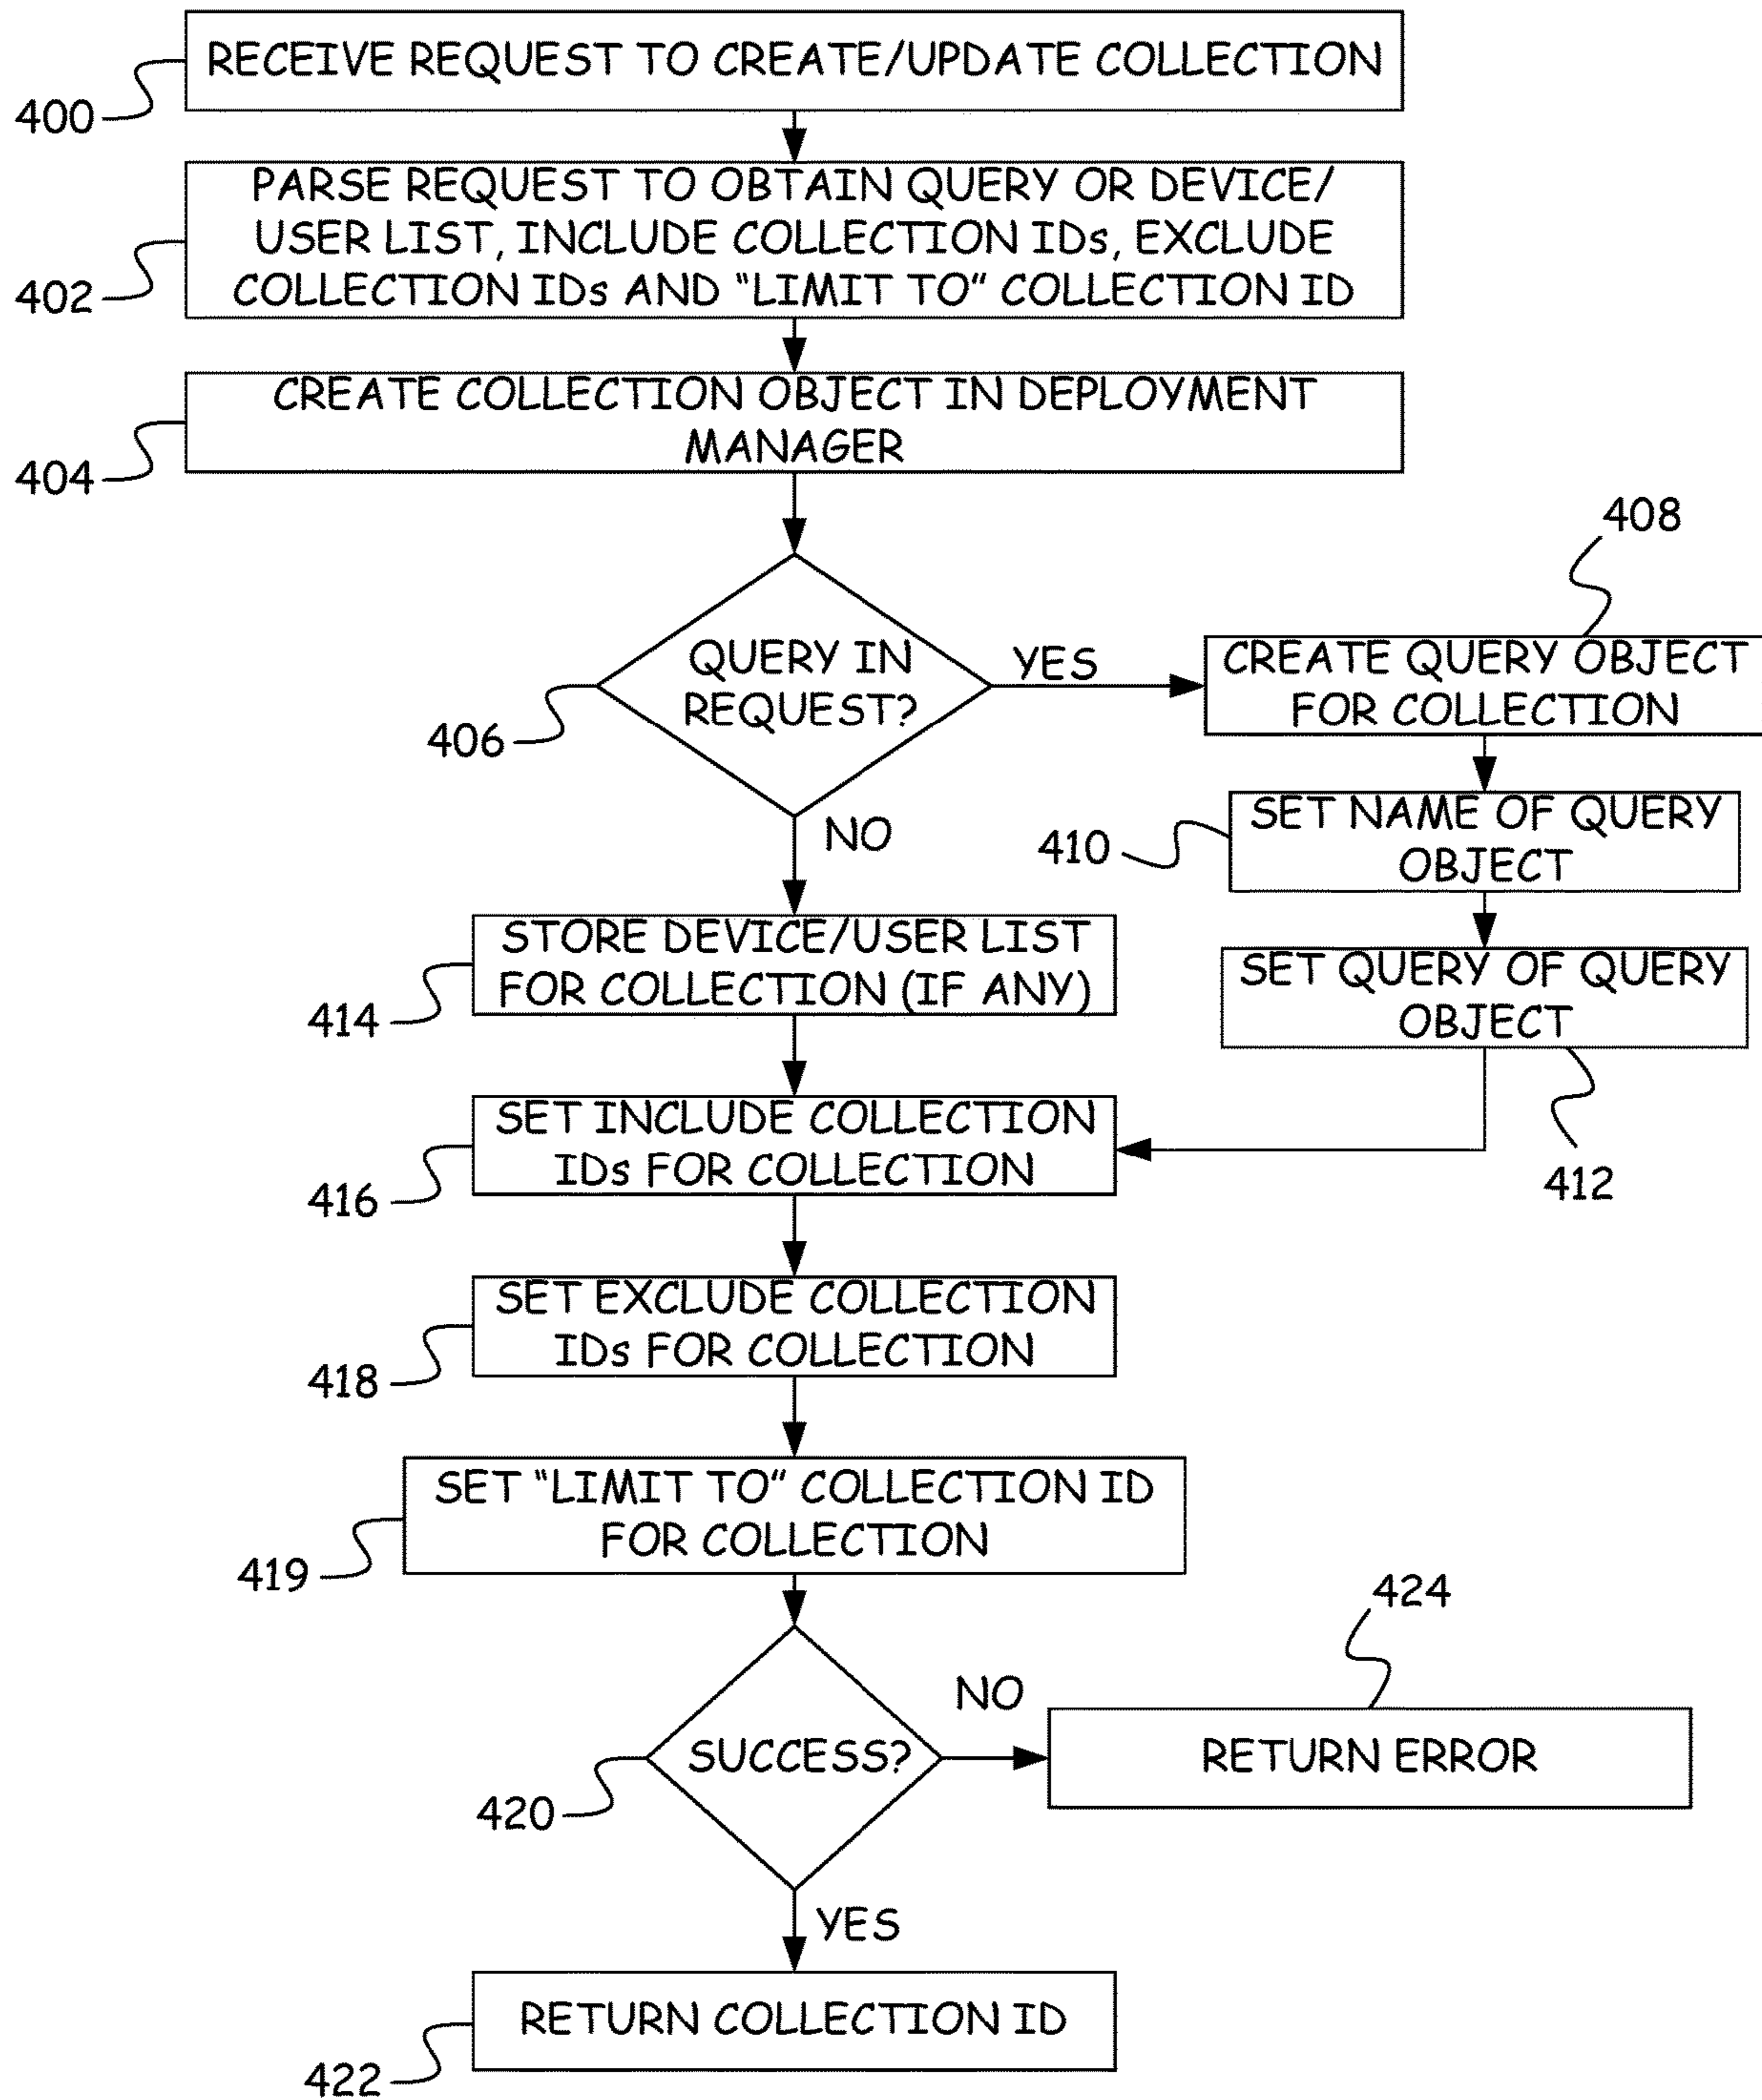 RECEIVE REQUEST TO CREATE/UPDATE COLLECTION
400
PARSE REQUEST TO OBTAIN QUERY OR DEVICE/
USER LIST, INCLUDE COLLECTION IDs, EXCLUDE
COLLECTION IDs AND “LIMIT TO” COLLECTION ID
402
CREATE COLLECTION OBJECT IN DEPLOYMENT
MANAGER
404
408
QUERY IN
REQUEST?
406
YES
CREATE QUERY OBJECT
FOR COLLECTION
NO
410
SET NAME OF QUERY
OBJECT
STORE DEVICE/USER LIST
FOR COLLECTION (IF ANY)
414
SET QUERY OF QUERY
OBJECT
412
SET INCLUDE COLLECTION
IDs FOR COLLECTION
416
SET EXCLUDE COLLECTION
IDs FOR COLLECTION
418
SET “LIMIT TO” COLLECTION ID
FOR COLLECTION
419
424
SUCCESS?
420
NO
RETURN ERROR
YES
RETURN COLLECTION ID
422